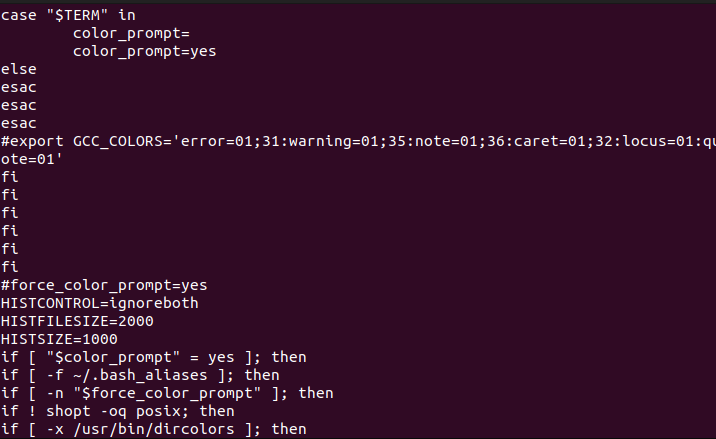 case "$TERM" in
        color_prompt=
        color_prompt=yes
else
esac
esac
esac
#export GCC_COLORS='error=01;31:warning=01;35:note=01;36:caret=01;32:locus=01:qu
ote=01'
fi
fi
fi
fi
fi
fi
#force_color_prompt=yes
HISTCONTROL=ignoreboth
HISTFILESIZE=2000
HISTSIZE=1000
if [ "$color_prompt" = yes ]; then
if [ -f ~/.bash_aliases ]; then
if [ -n "$force_color_prompt" ]; then
if ! shopt -oq posix; then
if [ -x /usr/bin/dircolors ]; then